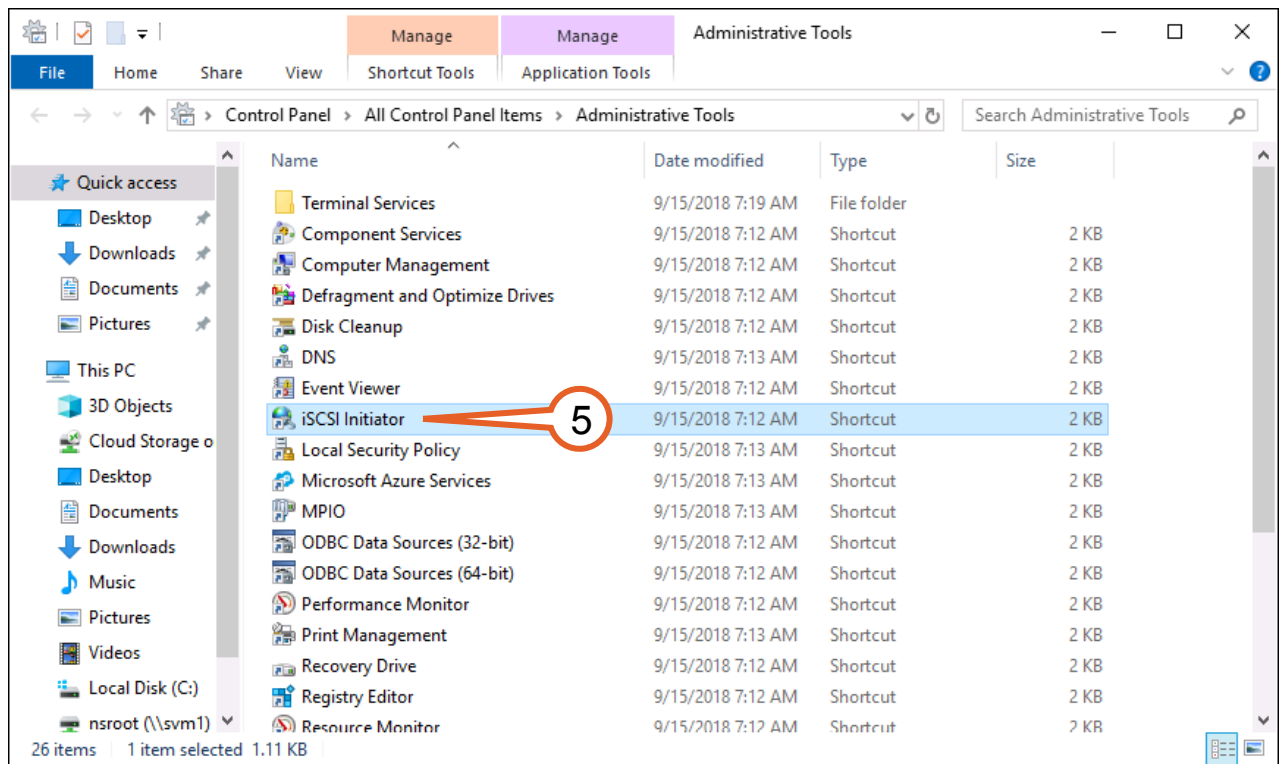 Manage Manage Administrative Tools
File Home Share View Shortcut Tools Application Tools
Control Panel > All Control Panel Items > Administrative Tools Search Administrative Tools
Name Date modified Type Size
Quick access
Desktop
Downloads
Documents
Pictures
This PC
3D Objects
Cloud Storage o
Desktop
Documents
Downloads
Music
Pictures
Videos
Local Disk (C:)
nsroot (\\svm1)
Terminal Services 9/15/2018 7:19 AM File folder
Component Services 9/15/2018 7:12 AM Shortcut 2 KB
Computer Management 9/15/2018 7:12 AM Shortcut 2 KB
Defragment and Optimize Drives 9/15/2018 7:12 AM Shortcut 2 KB
Disk Cleanup 9/15/2018 7:12 AM Shortcut 2 KB
DNS 9/15/2018 7:13 AM Shortcut 2 KB
Event Viewer 9/15/2018 7:12 AM Shortcut 2 KB
iSCSI Initiator 5 9/15/2018 7:12 AM Shortcut 2 KB
Local Security Policy 9/15/2018 7:13 AM Shortcut 2 KB
Microsoft Azure Services 9/15/2018 7:13 AM Shortcut 2 KB
MPIO 9/15/2018 7:13 AM Shortcut 2 KB
ODBC Data Sources (32-bit) 9/15/2018 7:12 AM Shortcut 2 KB
ODBC Data Sources (64-bit) 9/15/2018 7:12 AM Shortcut 2 KB
Performance Monitor 9/15/2018 7:12 AM Shortcut 2 KB
Print Management 9/15/2018 7:13 AM Shortcut 2 KB
Recovery Drive 9/15/2018 7:12 AM Shortcut 2 KB
Registry Editor 9/15/2018 7:12 AM Shortcut 2 KB
Resource Monitor 9/15/2018 7:12 AM Shortcut 2 KB
26 items 1 item selected 1.11 KB